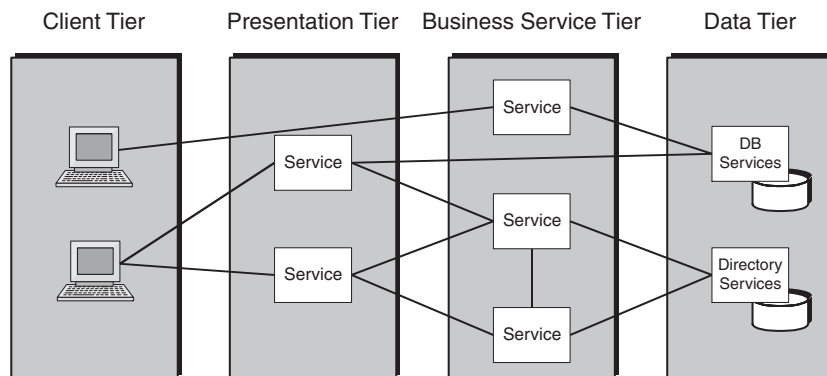 Client Tier
Presentation Tier
Business Service Tier
Data Tier
Service
Service
DB
Services
Service
Service
Directory
Services
Service